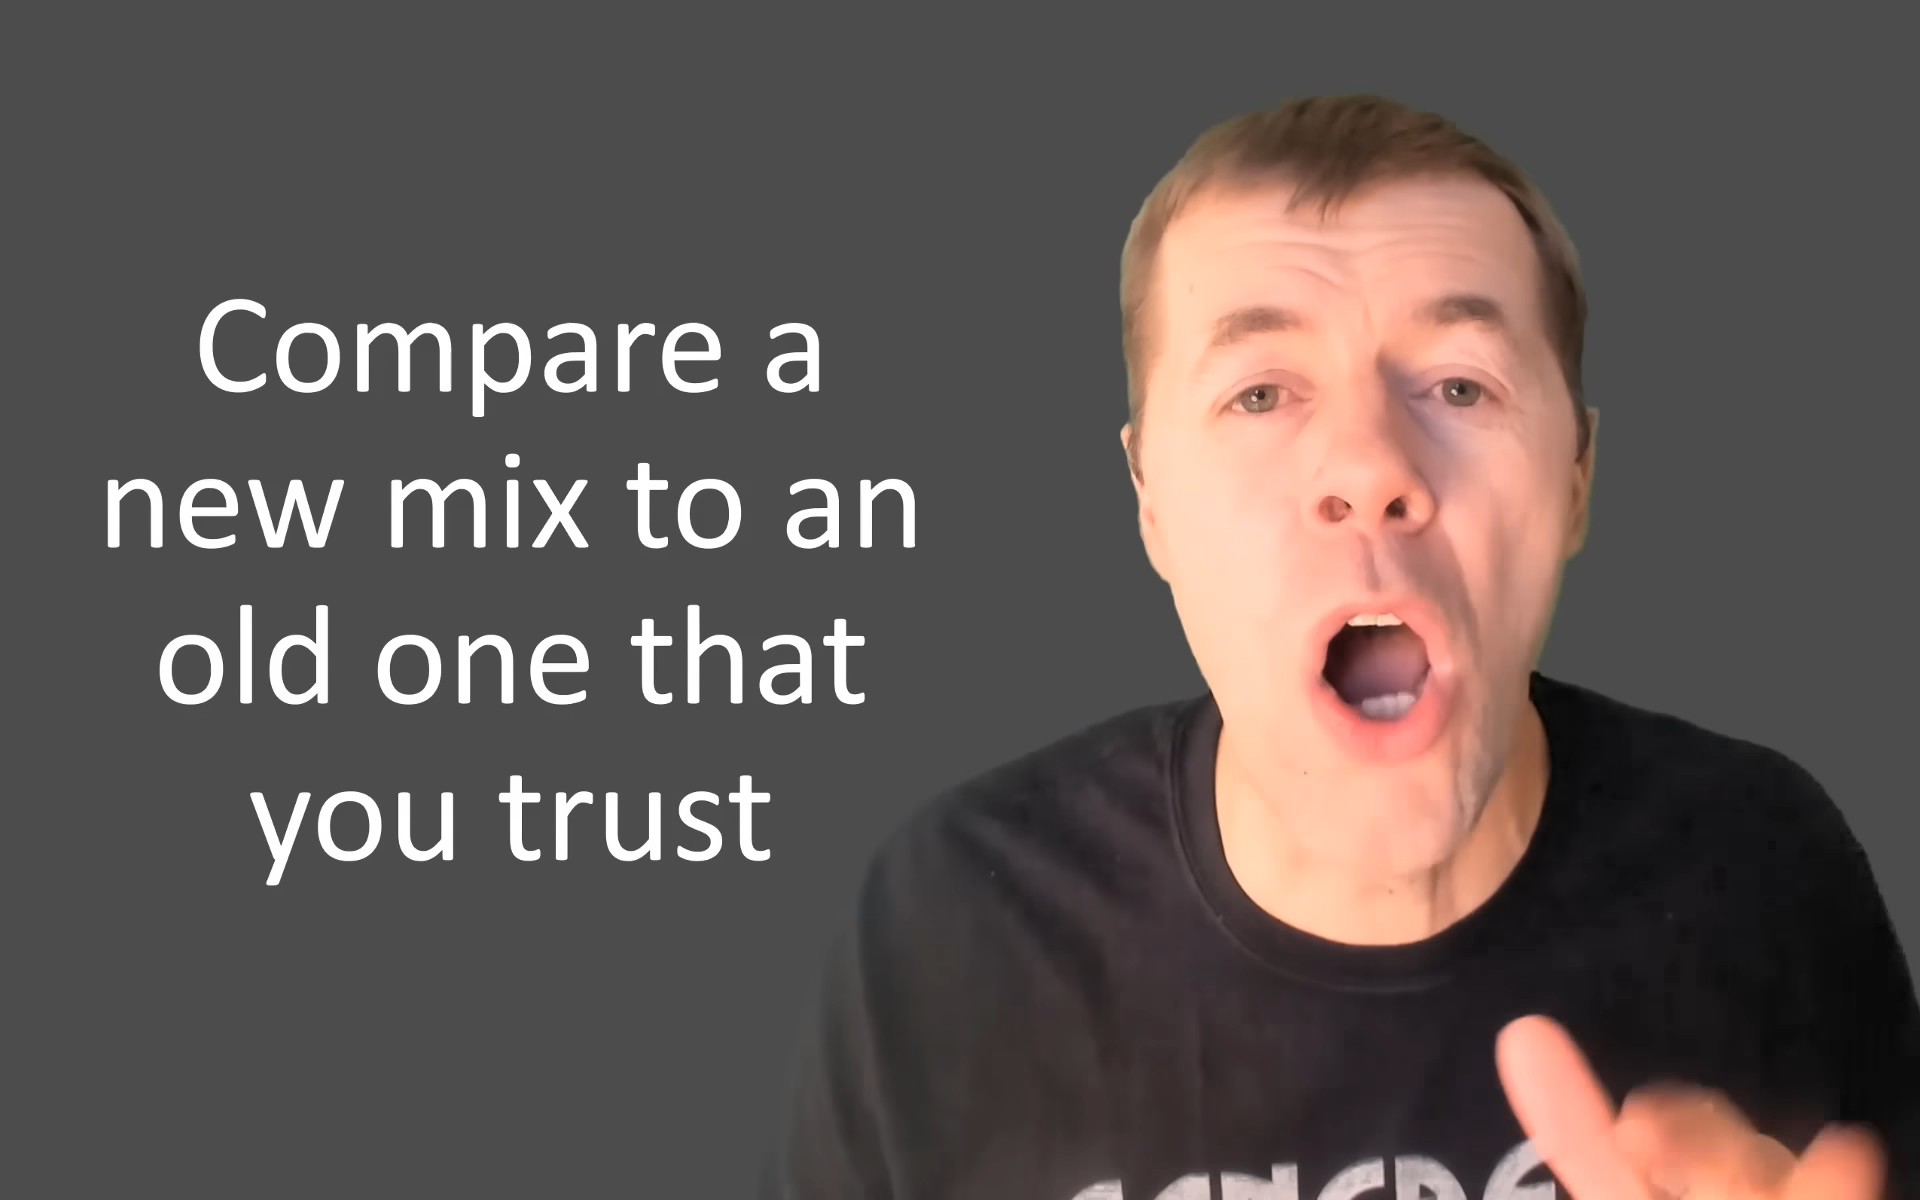 Compare a
new mix to an
old one that
you trust